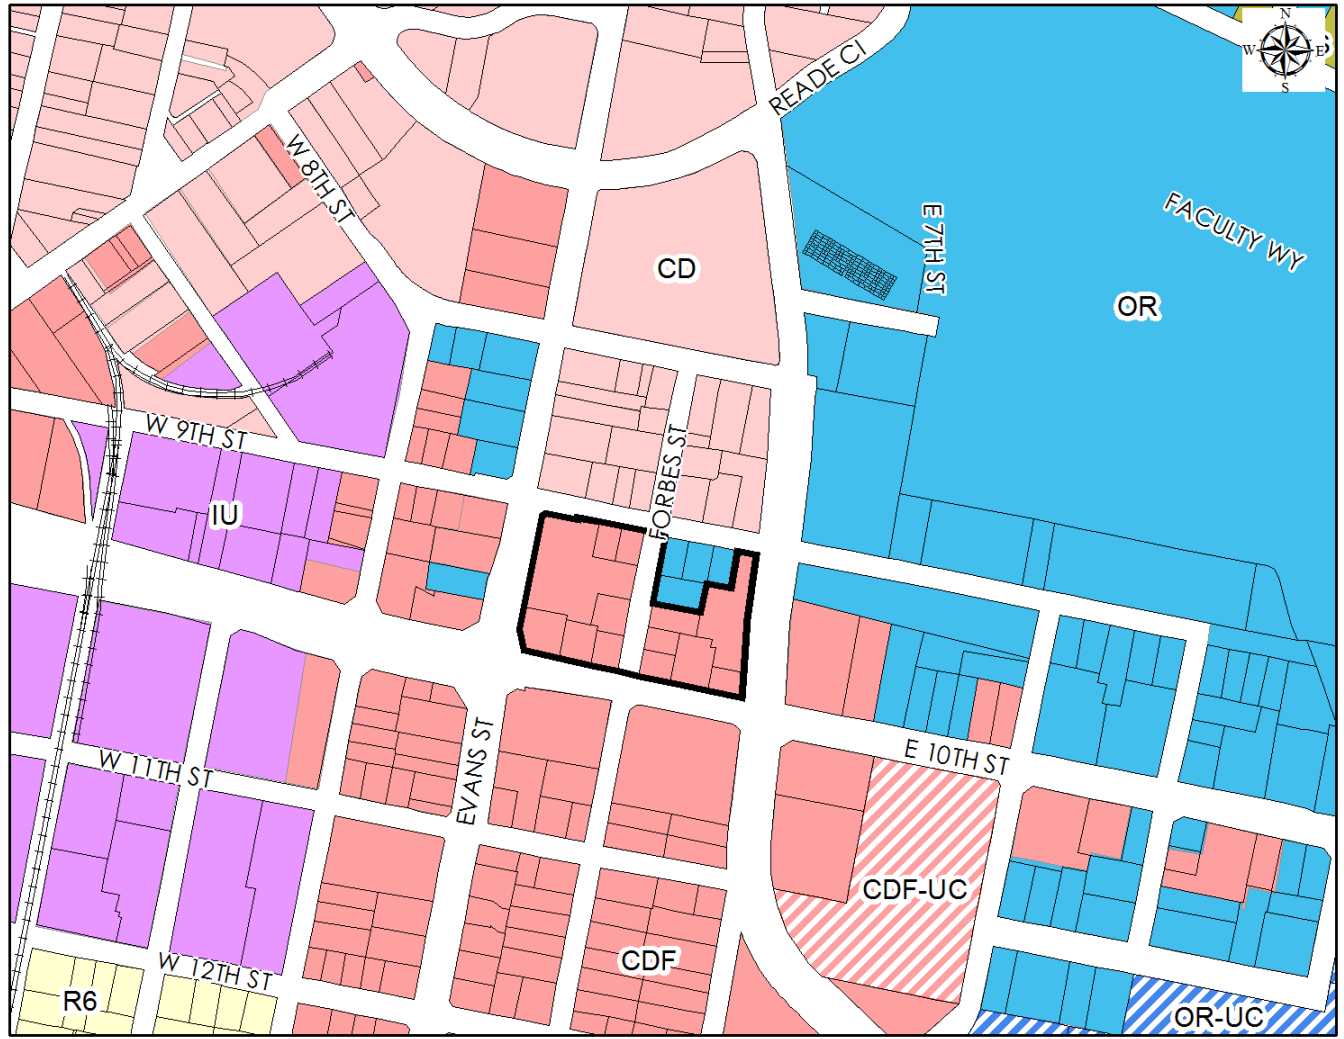 N
W E
S
S
READE CI
W 8TH ST
E 7TH ST
FACULTY WY
CD
OR
W 9TH ST
FORBES ST
IU
W 11TH ST
EVANS ST
E 10TH ST
CDF-UC
W 12TH ST
CDF
R6
OR-UC